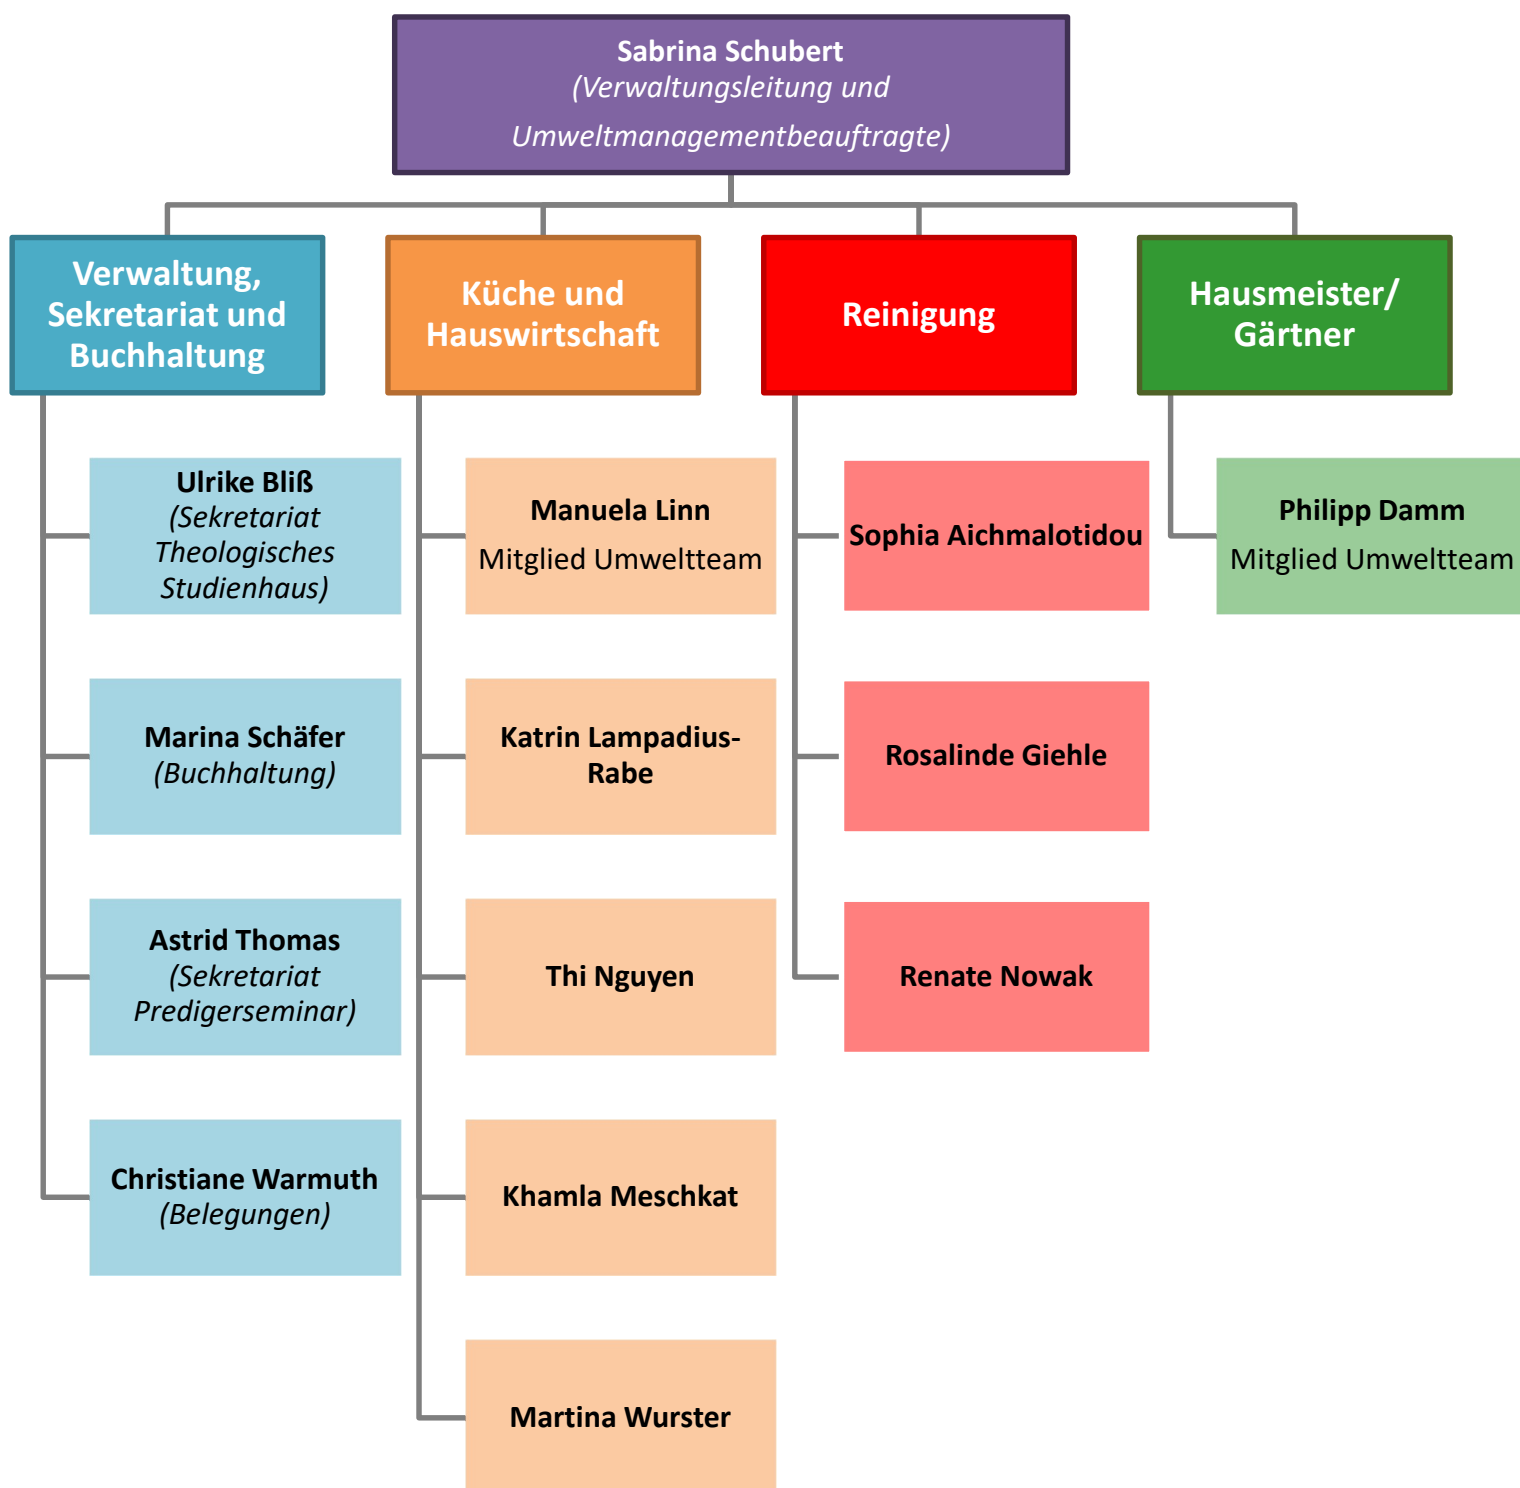 Sabrina Schubert
(Verwaltungsleitung und
Umweltmanagementbeauftragte)
Verwaltung,
Sekretariat und
Buchhaltung
Ulrike Bliß
(Sekretariat
Theologisches
Studienhaus)
Marina Schäfer
(Buchhaltung)
Astrid Thomas
(Sekretariat
Predigerseminar)
Christiane Warmuth
(Belegungen)
Küche und
Hauswirtschaft
Manuela Linn
Mitglied Umweltteam
Katrin Lampadius-
Rabe
Thi Nguyen
Khamla Meschkat
Martina Wurster
Reinigung
Sophia Aichmalotidou
Rosalinde Giehle
Renate Nowak
Hausmeister/
Gärtner
Philipp Damm
Mitglied Umweltteam